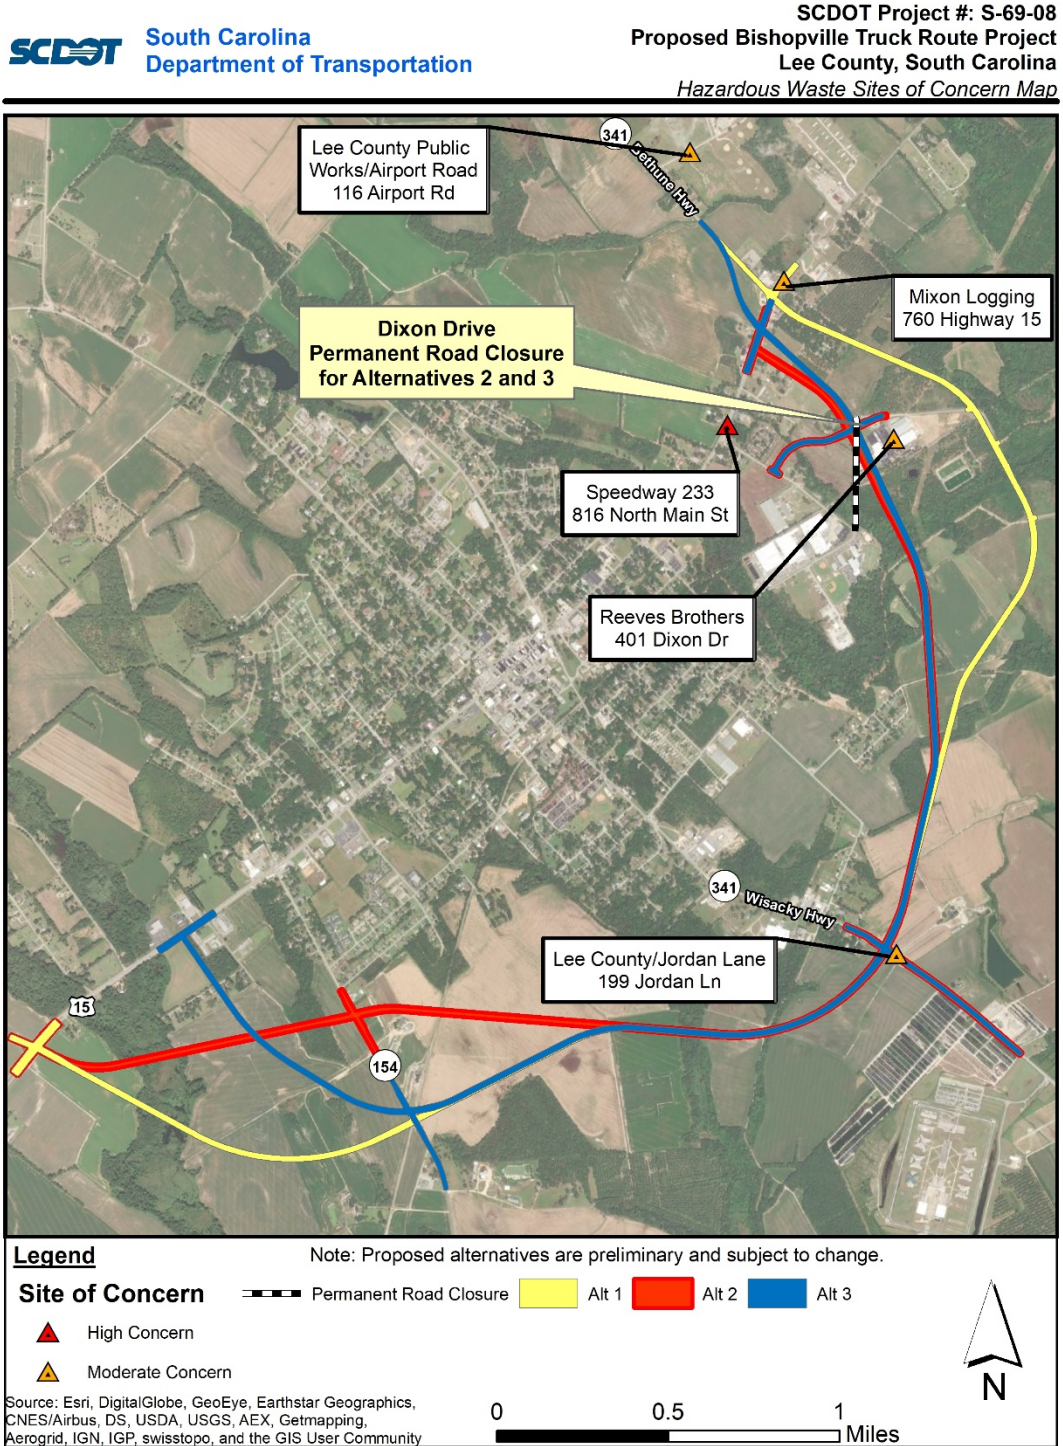 SCDOT
South Carolina
Department of Transportation
SCDOT Project #: S-69-08
Proposed Bishopville Truck Route Project
Lee County, South Carolina
Hazardous Waste Sites of Concern Map
Lee County Public
Works/Airport Road
116 Airport Rd
341
Bethune Hwy
Mixon Logging
760 Highway 15
Dixon Drive
Permanent Road Closure
for Alternatives 2 and 3
Speedway 233
816 North Main St
Reeves Brothers
401 Dixon Dr
341
Wisacky Hwy
Lee County/Jordan Lane
199 Jordan Ln
15
154
Legend
Note: Proposed alternatives are preliminary and subject to change.
Site of Concern
Permanent Road Closure
Alt 1
Alt 2
Alt 3
High Concern
Moderate Concern
N
Source: Esri, DigitalGlobe, GeoEye, Earthstar Geographics,
CNES/Airbus, DS, USDA, USGS, AEX, Getmapping,
Aerogrid, IGN, IGP, swisstopo, and the GIS User Community
0 0.5 1
Miles